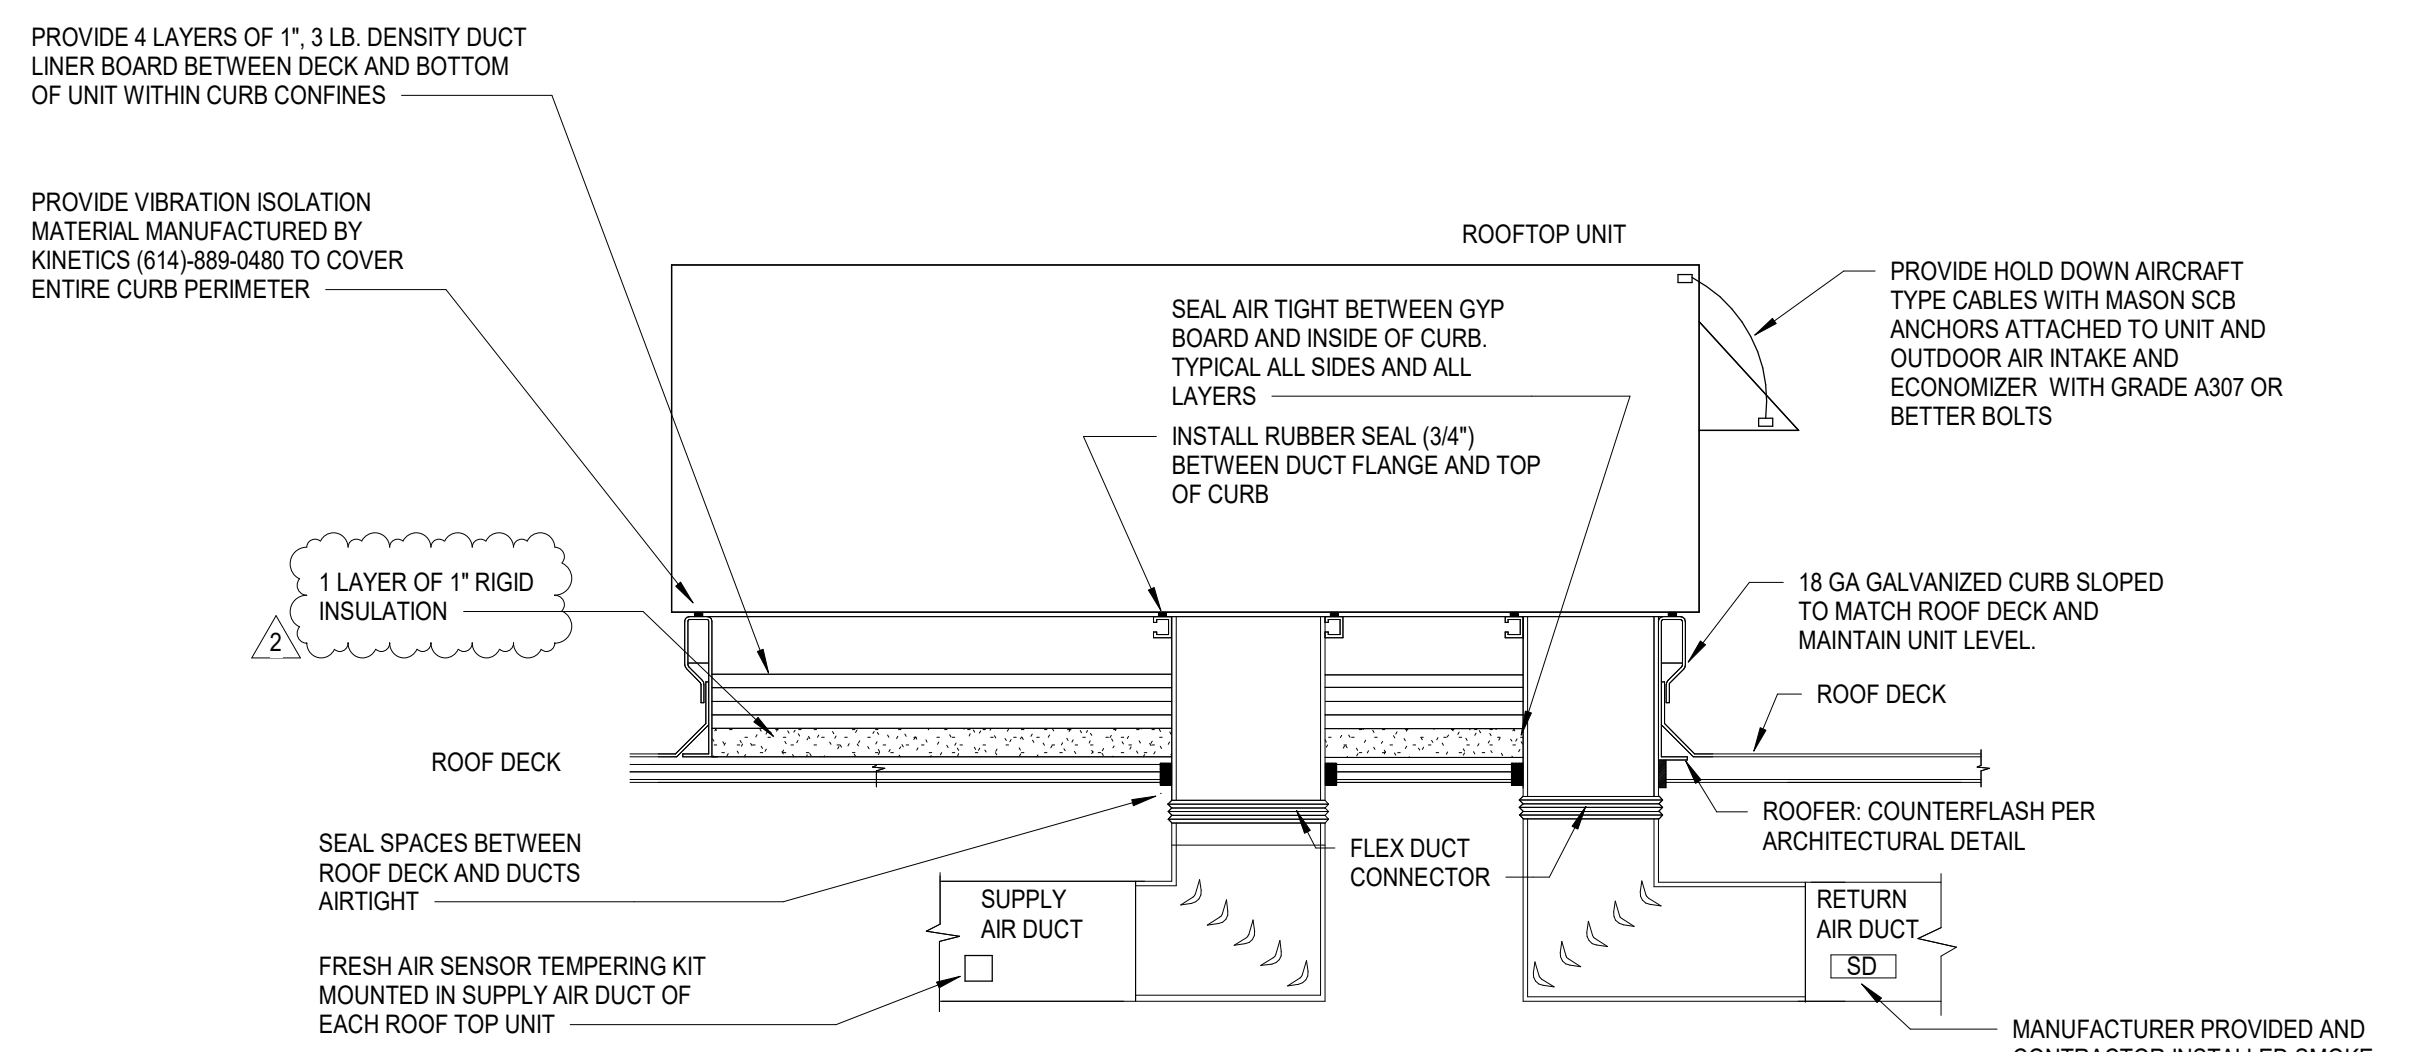 PROVIDE 4 LAYERS OF 1", 3 LB. DENSITY DUCT
LINER BOARD BETWEEN DECK AND BOTTOM
OF UNIT WITHIN CURB CONFINES
PROVIDE VIBRATION ISOLATION
MATERIAL MANUFACTURED BY
KINETICS (614)-889-0480 TO COVER
ENTIRE CURB PERIMETER
ROOFTOP UNIT
SEAL AIR TIGHT BETWEEN GYP
BOARD AND INSIDE OF CURB.
TYPICAL ALL SIDES AND ALL
LAYERS
INSTALL RUBBER SEAL (3/4")
BETWEEN DUCT FLANGE AND TOP
OF CURB
PROVIDE HOLD DOWN AIRCRAFT
TYPE CABLES WITH MASON SCB
ANCHORS ATTACHED TO UNIT AND
OUTDOOR AIR INTAKE AND
ECONOMIZER WITH GRADE A307 OR
BETTER BOLTS
1 LAYER OF 1" RIGID
INSULATION
2
18 GA GALVANIZED CURB SLOPED
TO MATCH ROOF DECK AND
MAINTAIN UNIT LEVEL.
ROOF DECK
ROOF DECK
ROOFER: COUNTERFLASH PER
ARCHITECTURAL DETAIL
SEAL SPACES BETWEEN
ROOF DECK AND DUCTS
AIRTIGHT
FLEX DUCT
CONNECTOR
SUPPLY
AIR DUCT
RETURN
AIR DUCT
SD
FRESH AIR SENSOR TEMPERING KIT
MOUNTED IN SUPPLY AIR DUCT OF
EACH ROOF TOP UNIT
MANUFACTURER PROVIDED AND
CONTRACTOR INSTALLED SMOKE